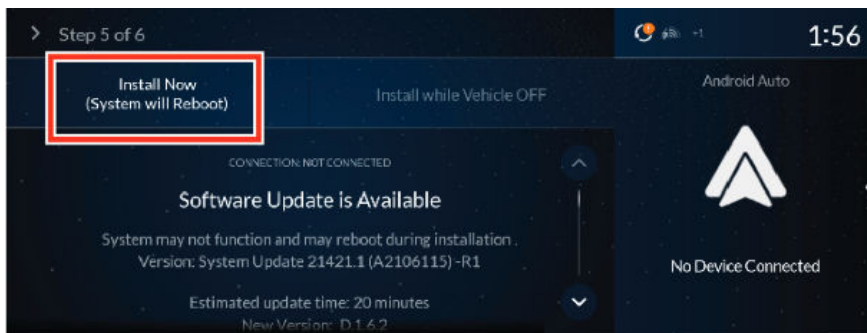 Step 5 of 6
+1
1:56
Install Now
(System will Reboot)
Install while Vehicle OFF
Android Auto
CONNECTION: NOT CONNECTED
Software Update is Available
System may not function and may reboot during installation .
Version: System Update 21421.1 (A2106115) -R1
No Device Connected
Estimated update time: 20 minutes
New Version: D.1.6.2